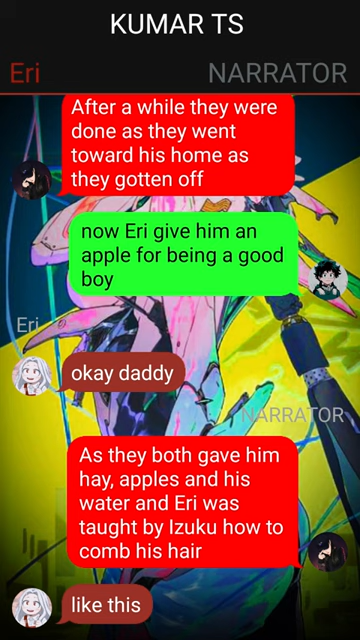 KUMAR TS
Eri
NARRATOR
After a while they were
done as they went
toward his home as
they gotten off
now Eri give him an
apple for being a good
boy
Eri
okay daddy
NARRATOR
As they both gave him
hay, apples and his
water and Eri was
taught by Izuku how to
comb his hair
like this